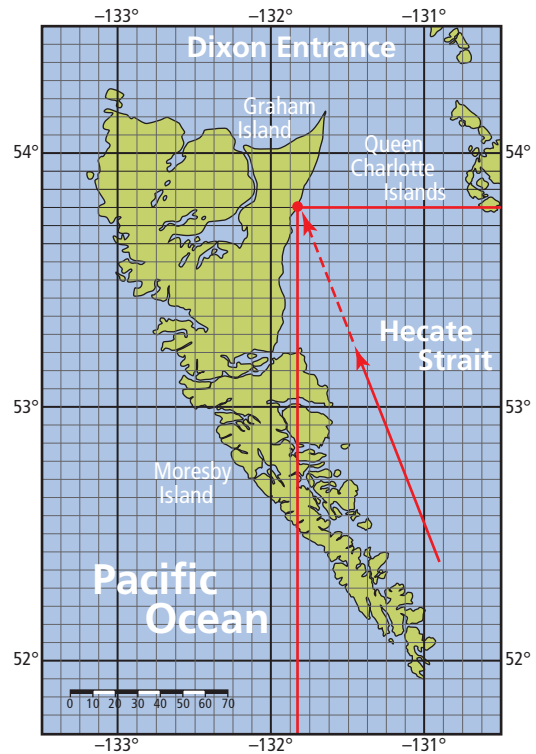 −133°
−132°
−131°
Dixon Entrance
Graham
Island
54°
54°
Queen
Charlotte
Islands
Hecate
Strait
53°
53°
Moresby
Island
Pacific
Ocean
52°
52°
0 10 20 30 40 50 60 70
−133°
−132°
−131°